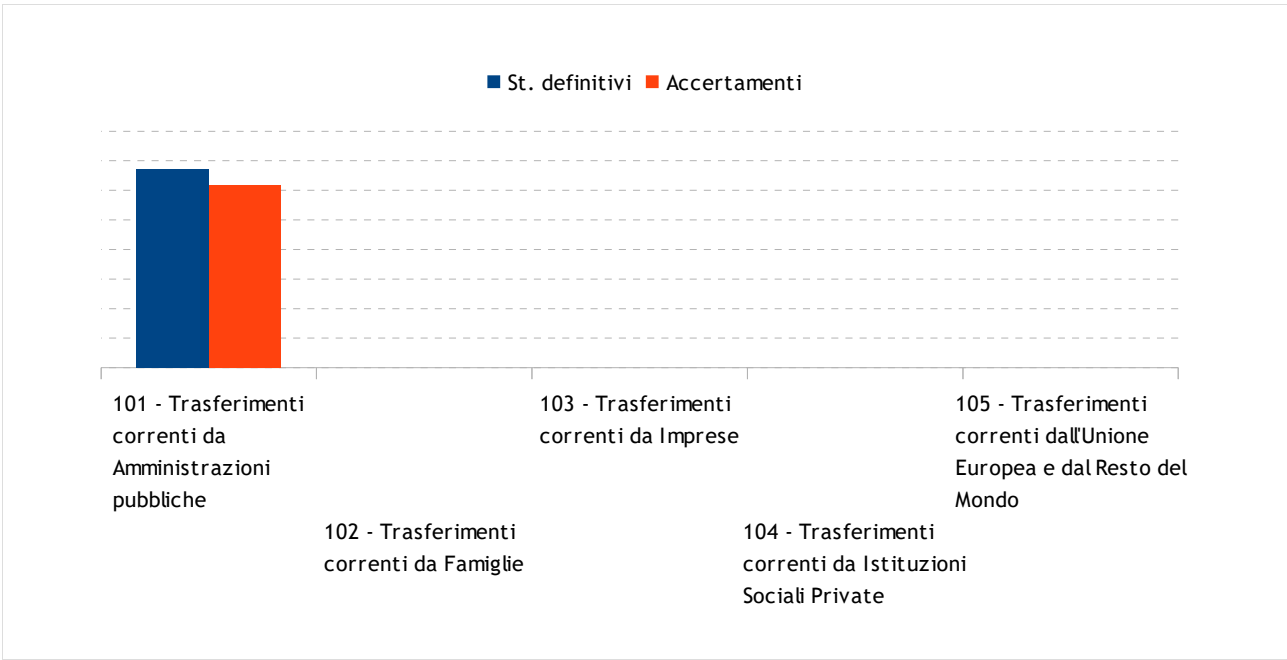 St. definitivi Accertamenti
101 - Trasferimenti
correnti da
Amministrazioni
pubbliche
102 - Trasferimenti
correnti da Famiglie
103 - Trasferimenti
correnti da Imprese
104 - Trasferimenti
correnti da Istituzioni
Sociali Private
105 - Trasferimenti
correnti dall'Unione
Europea e dal Resto del
Mondo